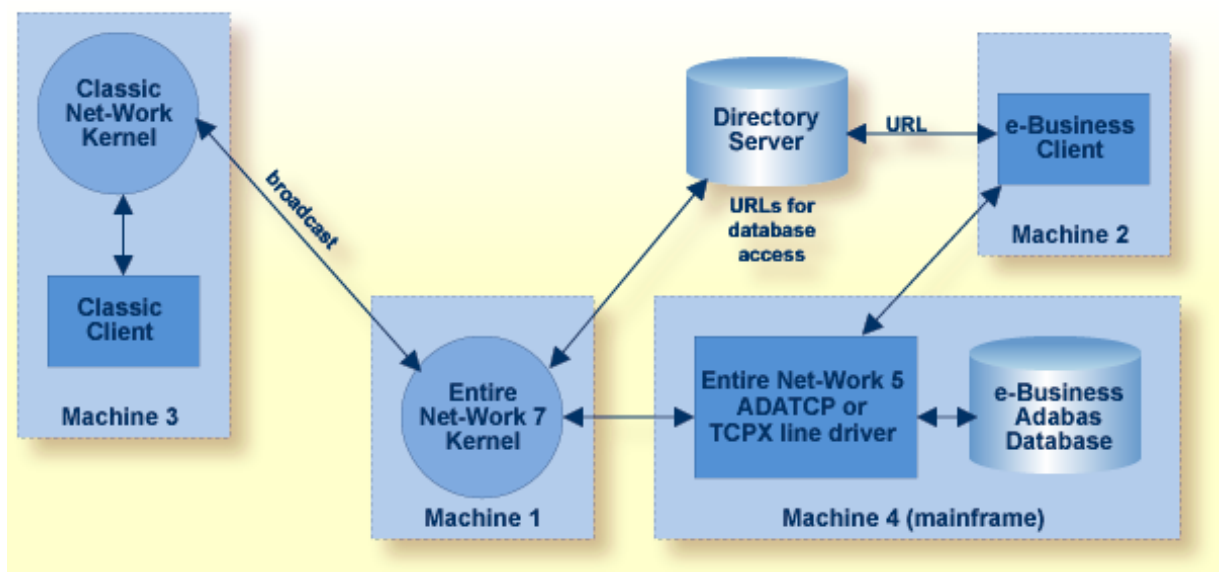 Classic
Net-Work
Kernel
broadcast
Classic
Client
Machine 3
Directory
Server
URL
e-Business
Client
URLs for
database
access
Machine 2
Entire
Net-Work 7
Kernel
Machine 1
Entire Net-Work 5
ADATCP or
TCPX line driver
e-Business
Adabas
Database
Machine 4 (mainframe)